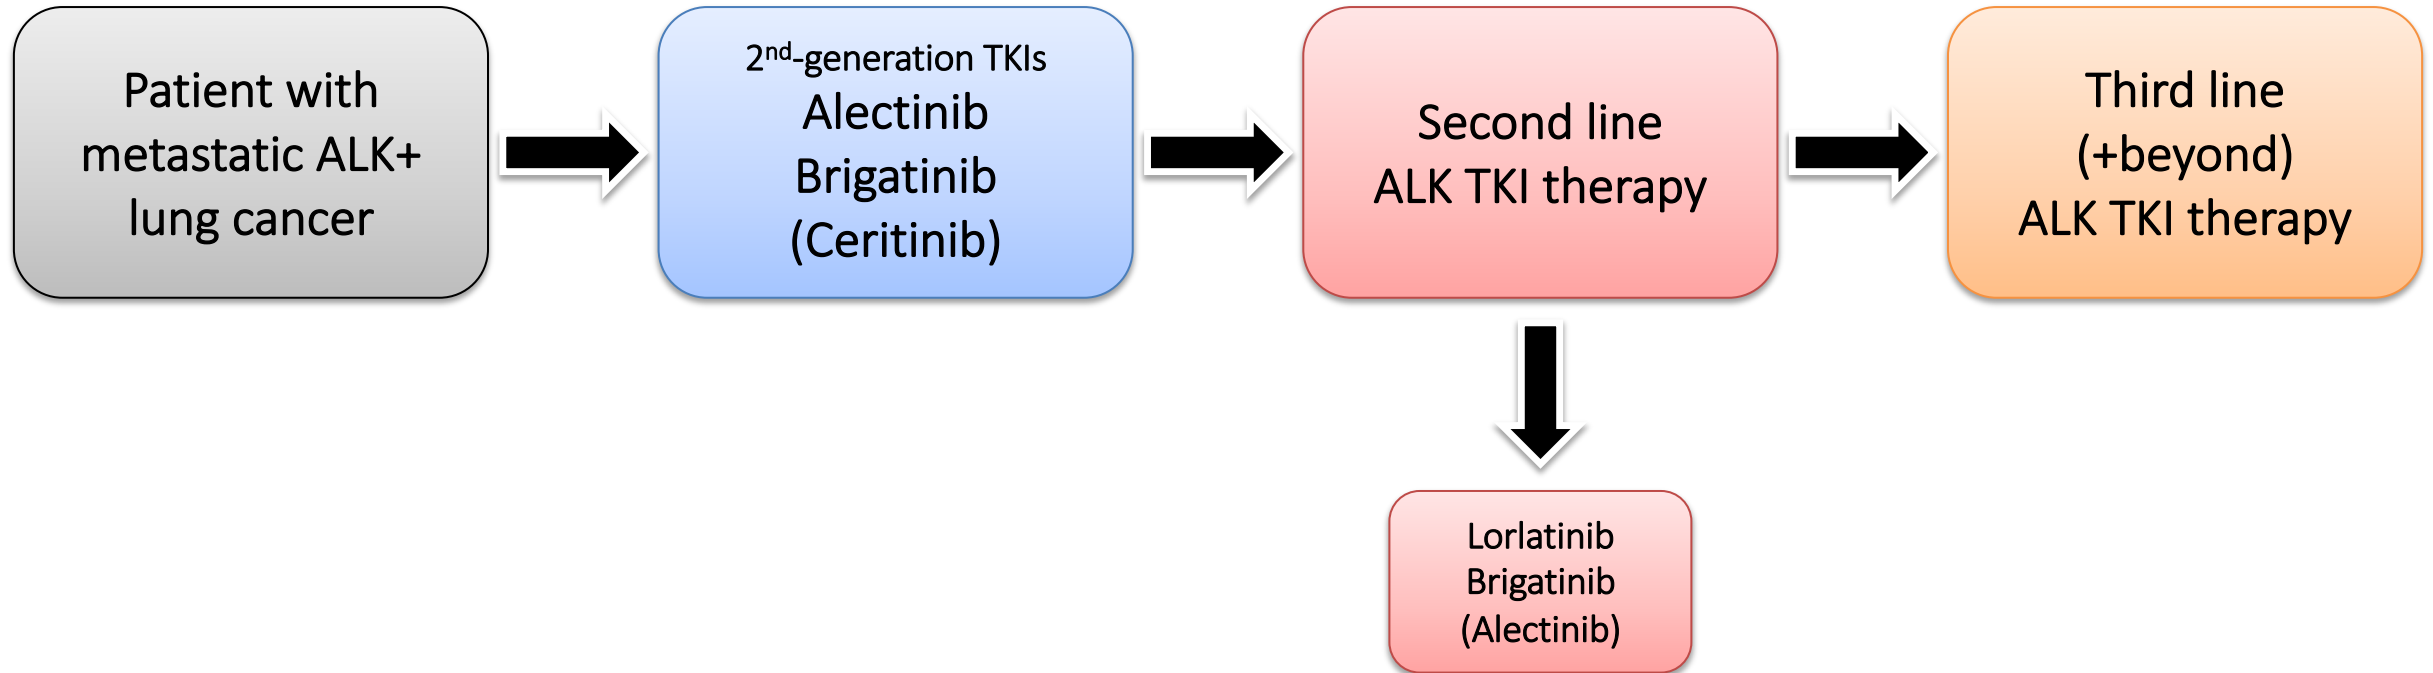 Patient with
metastatic ALK+
lung cancer
2nd-generation TKIs
Alectinib
Brigatinib
(Ceritinib)
Second line
ALK TKI therapy
Third line
(+beyond)
ALK TKI therapy
Lorlatinib
Brigatinib
(Alectinib)